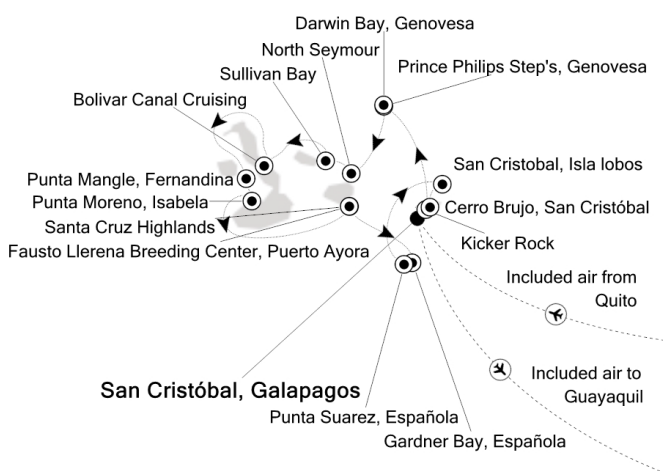 Darwin Bay, Genovesa
North Seymour
Prince Philips Step's, Genovesa
Sullivan Bay
Bolivar Canal Cruising
San Cristobal, Isla lobos
Punta Mangle, Fernandina
Punta Moreno, Isabela
Cerro Brujo, San Cristóbal
Santa Cruz Highlands
Kicker Rock
Fausto Llerena Breeding Center, Puerto Ayora
Included air from
Quito
Included air to
Guayaquil
San Cristóbal, Galapagos
Punta Suarez, Española
Gardner Bay, Española